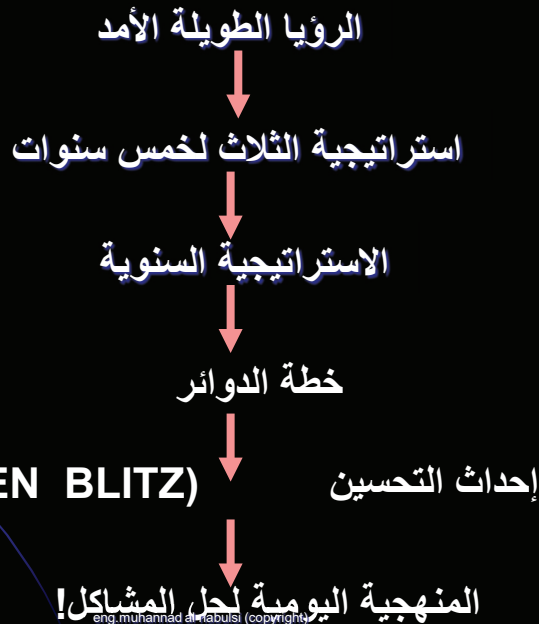 الرؤيا الطويلة الأمد
استراتيجية الثلاث لخمس سنوات
الاستراتيجية السنوية
خطة الدوائر
إحداث التحسين EN BLITZ)
المنهجية اليومية لحل المشاكل!
eng.muhannad al-nabulsi (copyright)